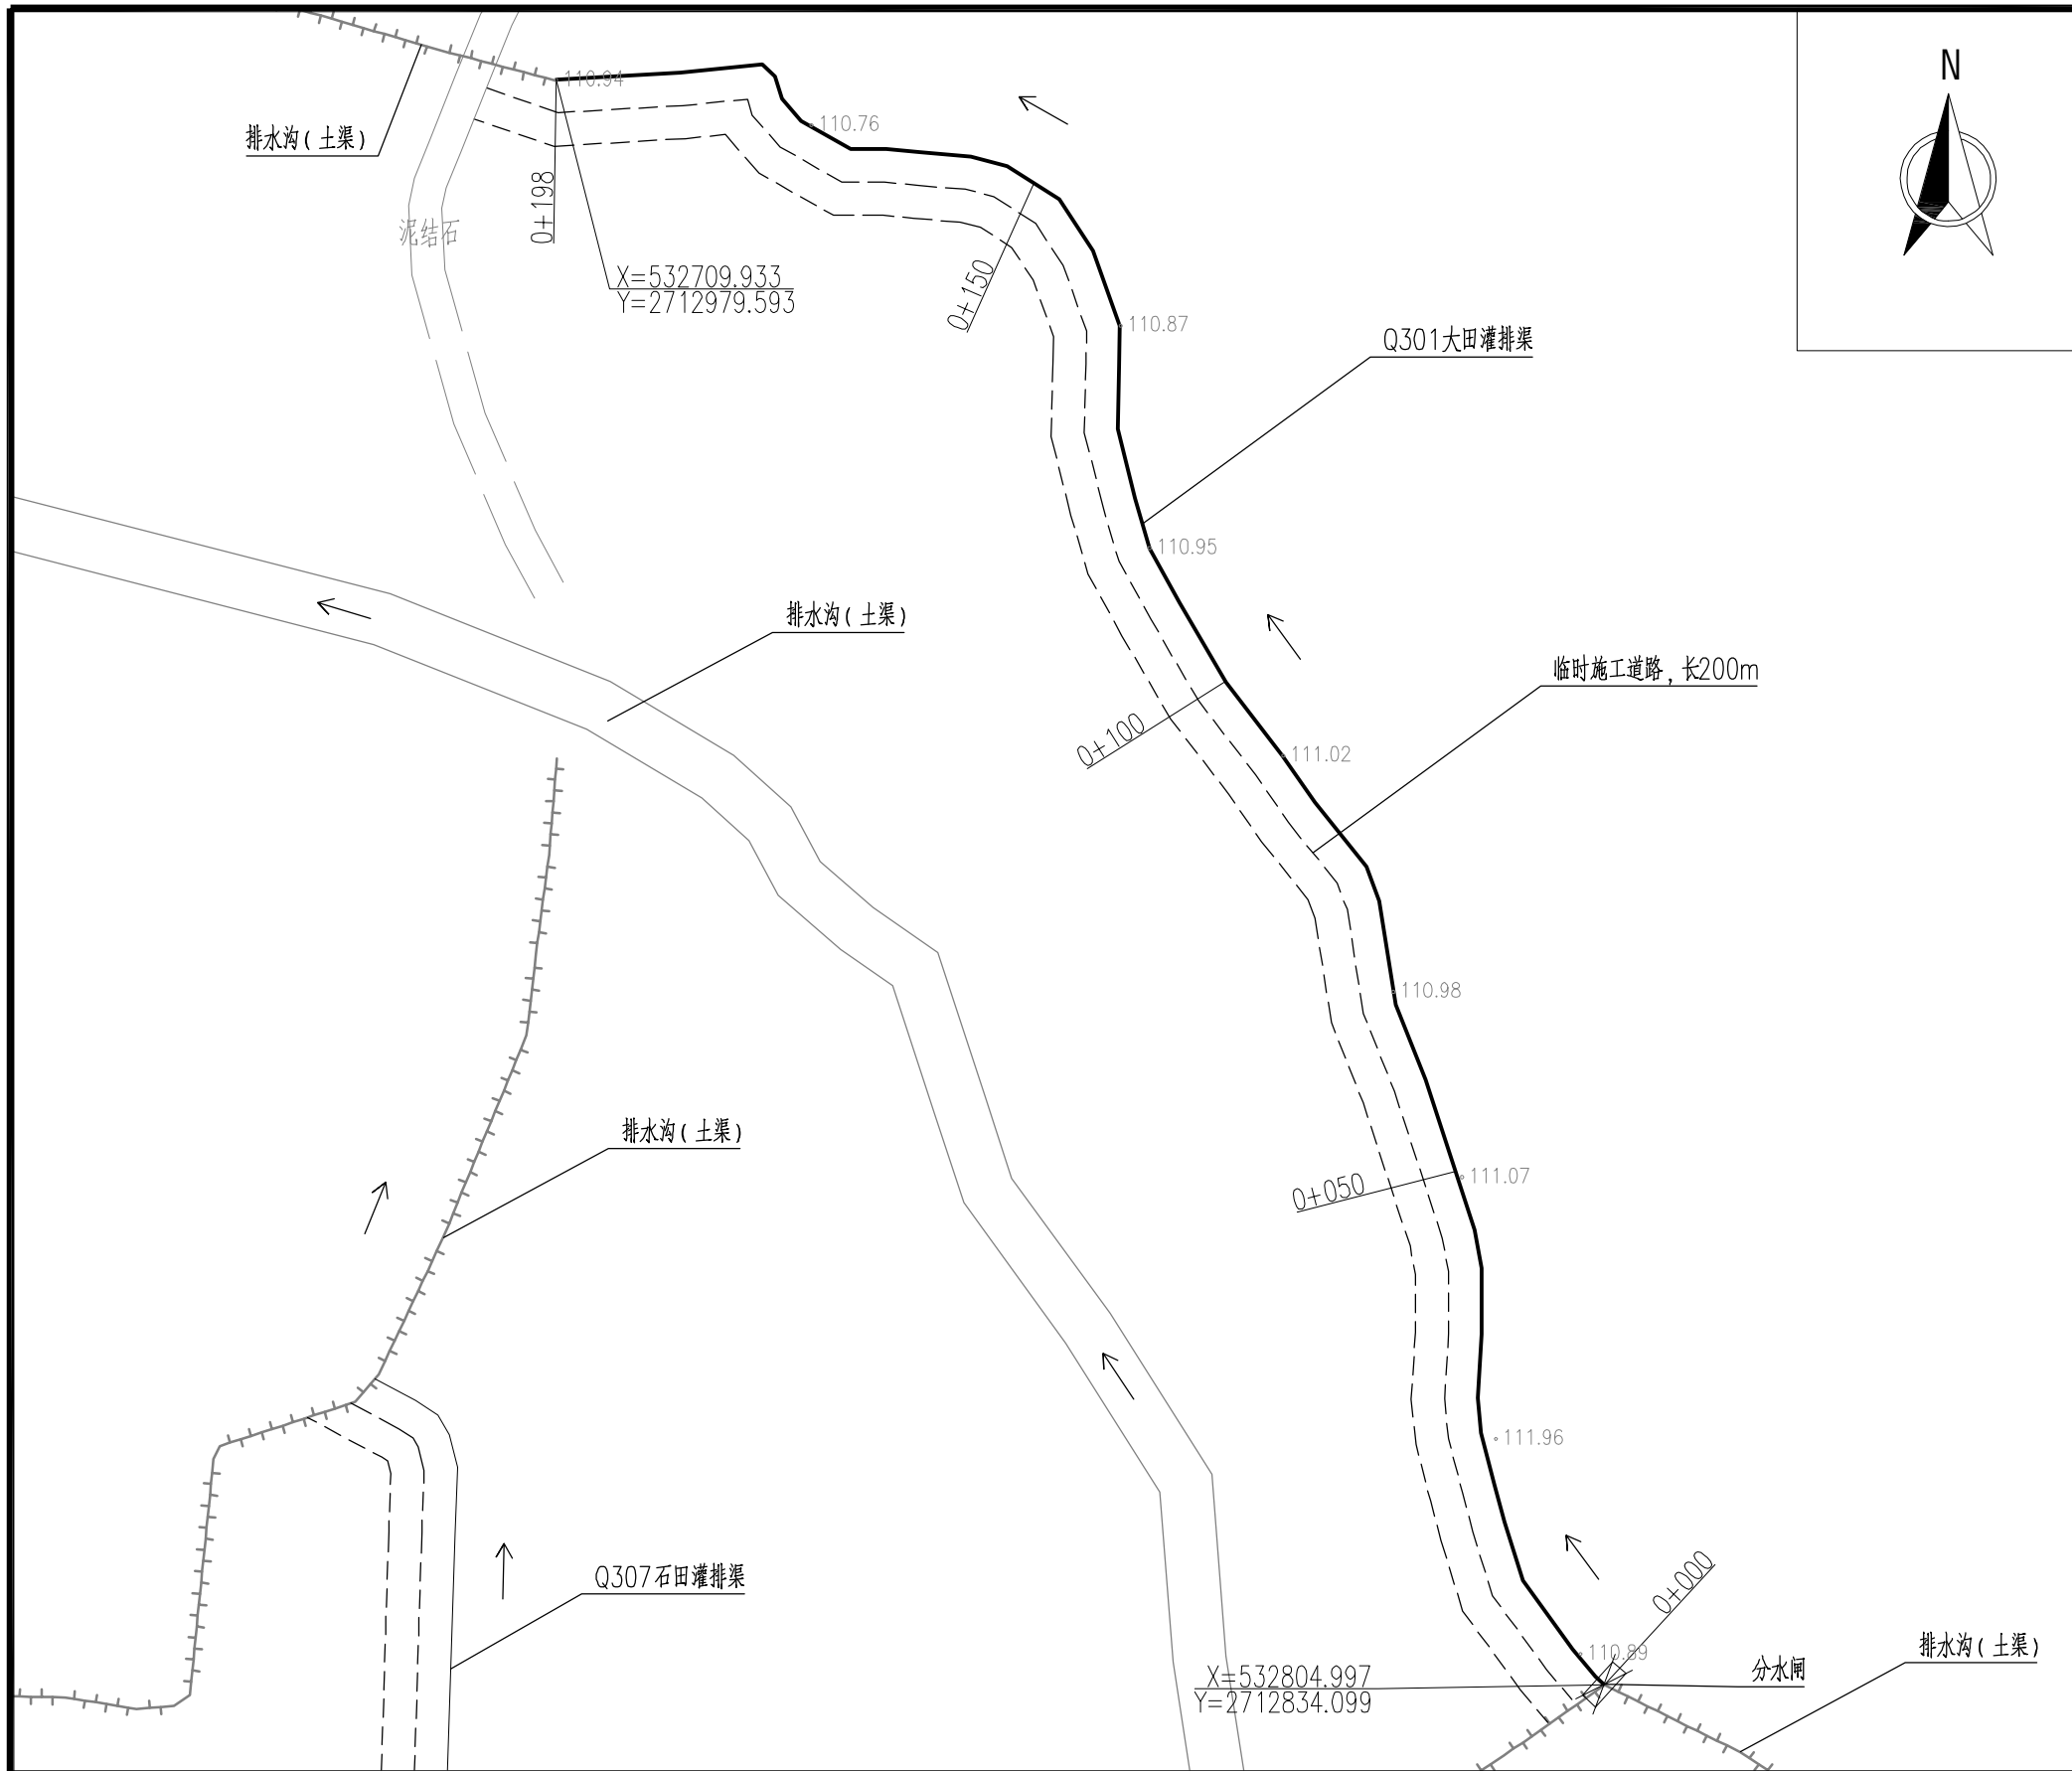 N
110.94
110.76
排水沟(土渠)
0+198
泥结石
X=532709.933
Y=2712979.593
0+150
110.87
Q301大田灌排渠
110.95
排水沟(土渠)
临时施工道路,长200m
0+100
111.02
110.98
排水沟(土渠)
0+050
111.07
111.96
Q307石田灌排渠
0+000
110.89
排水沟(土渠)
分水闸
X=532804.997
Y=2712834.099